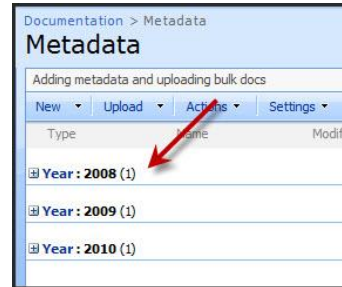 Documentation > Metadata
Metadata
Adding metadata and uploading bulk docs
New Upload Actions Settings
Type Name Modif
Year : 2008 (1)
Year : 2009 (1)
Year : 2010 (1)